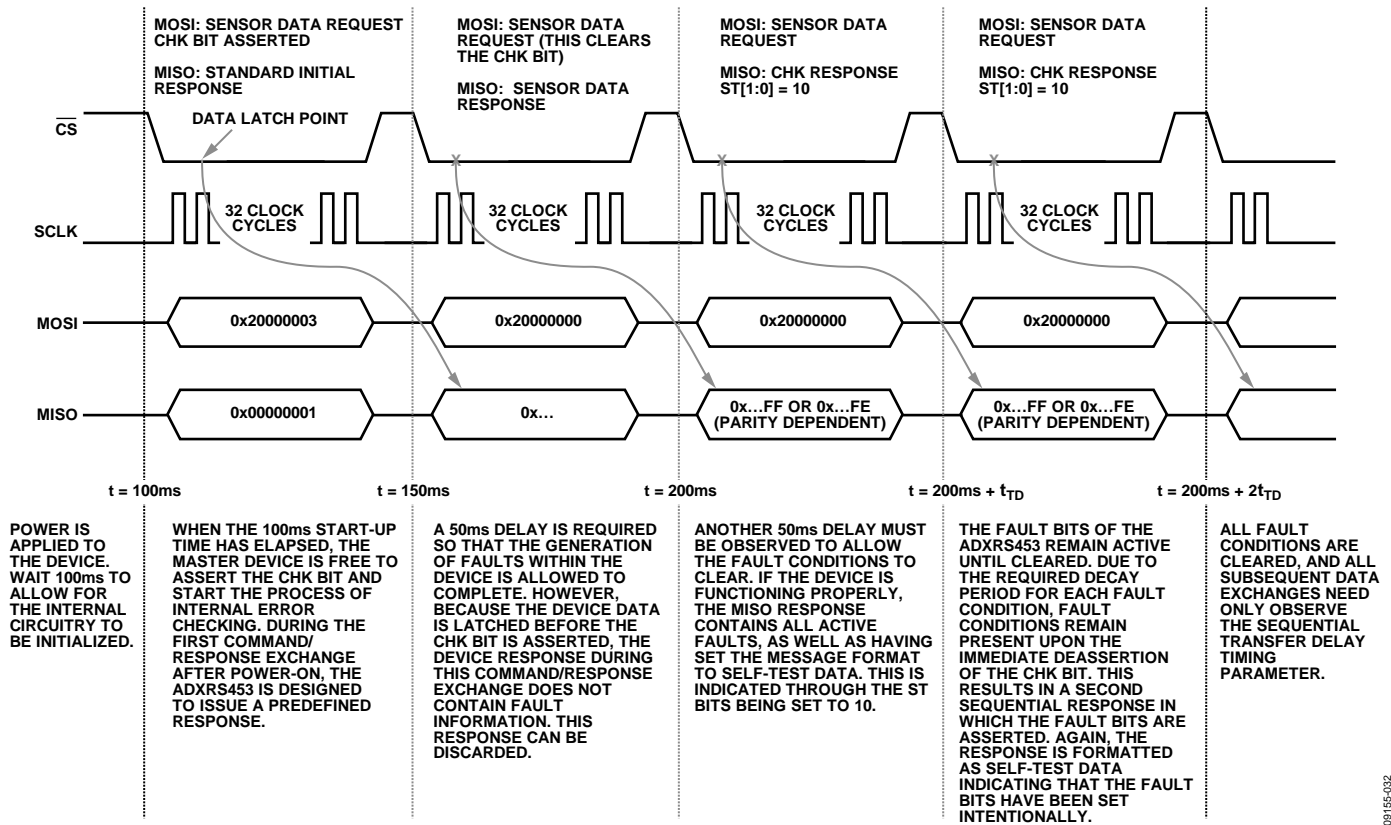 MOSI: SENSOR DATA REQUEST
CHK BIT ASSERTED
MISO: STANDARD INITIAL
RESPONSE
MOSI: SENSOR DATA
REQUEST (THIS CLEARS
THE CHK BIT)
MISO: SENSOR DATA
RESPONSE
MOSI: SENSOR DATA
REQUEST
MISO: CHK RESPONSE
ST[1:0] = 10
MOSI: SENSOR DATA
REQUEST
MISO: CHK RESPONSE
ST[1:0] = 10
DATA LATCH POINT
CS
X
X
X
SCLK
32 CLOCK
CYCLES
32 CLOCK
CYCLES
32 CLOCK
CYCLES
32 CLOCK
CYCLES
MOSI
0x20000003
0x20000000
0x20000000
0x20000000
MISO
0x00000001
0x...
0x...FF OR 0x...FE
(PARITY DEPENDENT)
0x...FF OR 0x...FE
(PARITY DEPENDENT)
t = 100ms
t = 150ms
t = 200ms
t = 200ms + tTD
t = 200ms + 2tTD
POWER IS
APPLIED TO
THE DEVICE.
WAIT 100ms TO
ALLOW FOR
THE INTERNAL
CIRCUITRY TO
BE INITIALIZED.
WHEN THE 100ms START-UP
TIME HAS ELAPSED, THE
MASTER DEVICE IS FREE TO
ASSERT THE CHK BIT AND
START THE PROCESS OF
INTERNAL ERROR
CHECKING. DURING THE
FIRST COMMAND/
RESPONSE EXCHANGE
AFTER POWER-ON, THE
ADXRS453 IS DESIGNED
TO ISSUE A PREDEFINED
RESPONSE.
A 50ms DELAY IS REQUIRED
SO THAT THE GENERATION
OF FAULTS WITHIN THE
DEVICE IS ALLOWED TO
COMPLETE. HOWEVER,
BECAUSE THE DEVICE DATA
IS LATCHED BEFORE THE
CHK BIT IS ASSERTED, THE
DEVICE RESPONSE DURING
THIS COMMAND/RESPONSE
EXCHANGE DOES NOT
CONTAIN FAULT
INFORMATION. THIS
RESPONSE CAN BE
DISCARDED.
ANOTHER 50ms DELAY MUST
BE OBSERVED TO ALLOW
THE FAULT CONDITIONS TO
CLEAR. IF THE DEVICE IS
FUNCTIONING PROPERLY,
THE MISO RESPONSE
CONTAINS ALL ACTIVE
FAULTS, AS WELL AS HAVING
SET THE MESSAGE FORMAT
TO SELF-TEST DATA. THIS IS
INDICATED THROUGH THE ST
BITS BEING SET TO 10.
THE FAULT BITS OF THE
ADXRS453 REMAIN ACTIVE
UNTIL CLEARED. DUE TO
THE REQUIRED DECAY
PERIOD FOR EACH FAULT
CONDITION, FAULT
CONDITIONS REMAIN
PRESENT UPON THE
IMMEDIATE DEASSERTION
OF THE CHK BIT. THIS
RESULTS IN A SECOND
SEQUENTIAL RESPONSE IN
WHICH THE FAULT BITS ARE
ASSERTED. AGAIN, THE
RESPONSE IS FORMATTED
AS SELF-TEST DATA
INDICATING THAT THE FAULT
BITS HAVE BEEN SET
INTENTIONALLY.
ALL FAULT
CONDITIONS ARE
CLEARED, AND ALL
SUBSEQUENT DATA
EXCHANGES NEED
ONLY OBSERVE
THE SEQUENTIAL
TRANSFER DELAY
TIMING
PARAMETER.
09155-032